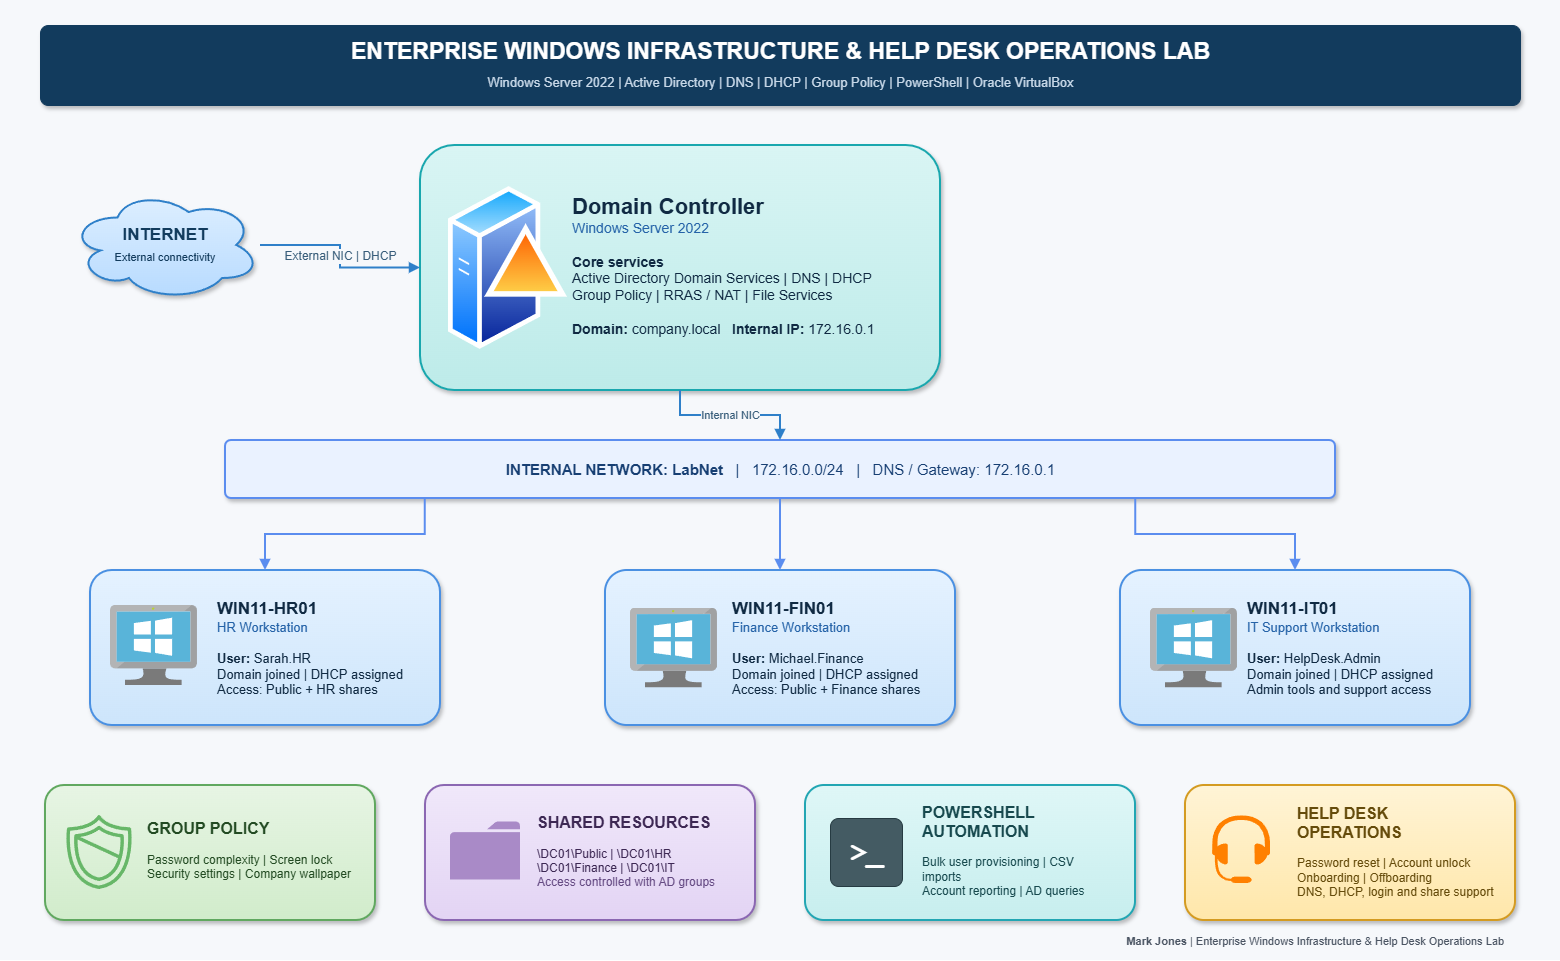 ENTERPRISE WINDOWS INFRASTRUCTURE & HELP DESK OPERATIONS LAB
Windows Server 2022 | Active Directory | DNS | DHCP | Group Policy | PowerShell | Oracle VirtualBox
INTERNET
External connectivity
External NIC | DHCP
Domain Controller
Windows Server 2022
Core services
Active Directory Domain Services | DNS | DHCP
Group Policy | RRAS / NAT | File Services
Domain: company.local Internal IP: 172.16.0.1
Internal NIC
INTERNAL NETWORK: LabNet | 172.16.0.0/24 | DNS / Gateway: 172.16.0.1
WIN11-HR01
HR Workstation
User: Sarah.HR
Domain joined | DHCP assigned
Access: Public + HR shares
WIN11-FIN01
Finance Workstation
User: Michael.Finance
Domain joined | DHCP assigned
Access: Public + Finance shares
WIN11-IT01
IT Support Workstation
User: HelpDesk.Admin
Domain joined | DHCP assigned
Admin tools and support access
GROUP POLICY
Password complexity | Screen lock
Security settings | Company wallpaper
SHARED RESOURCES
\DC01\Public | \DC01\HR
\DC01\Finance | \DC01\IT
Access controlled with AD groups
>_
POWERSHELL
AUTOMATION
Bulk user provisioning | CSV
imports
Account reporting | AD queries
HELP DESK
OPERATIONS
Password reset | Account unlock
Onboarding | Offboarding
DNS, DHCP, login and share support
Mark Jones | Enterprise Windows Infrastructure & Help Desk Operations Lab